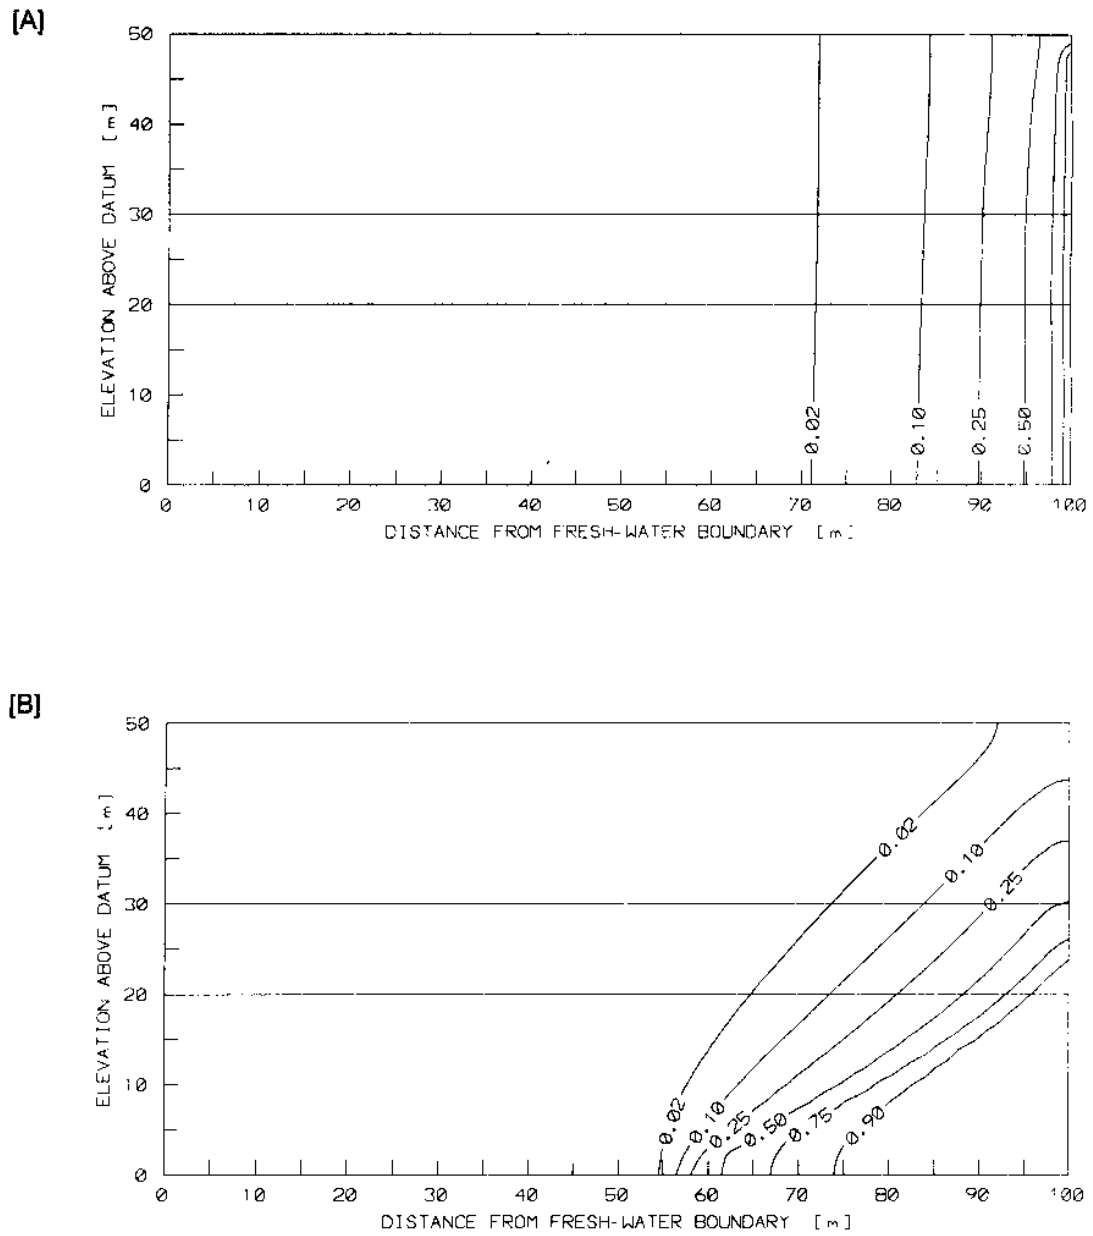 [A]
50
40
30
20
10
0
ELEVATION ABOVE DATUM [m]
0.02 0.10 0.25 0.50
0 10 20 30 40 50 60 70 80 90 100
DISTANCE FROM FRESH-WATER BOUNDARY [m]
[B]
50
40
30
20
10
0
ELEVATION ABOVE DATUM [m]
0.02
0.10
0.25
0.02 0.10 0.25 0.50 0.75 0.90
0 10 20 30 40 50 60 70 80 90 100
DISTANCE FROM FRESH-WATER BOUNDARY [m]